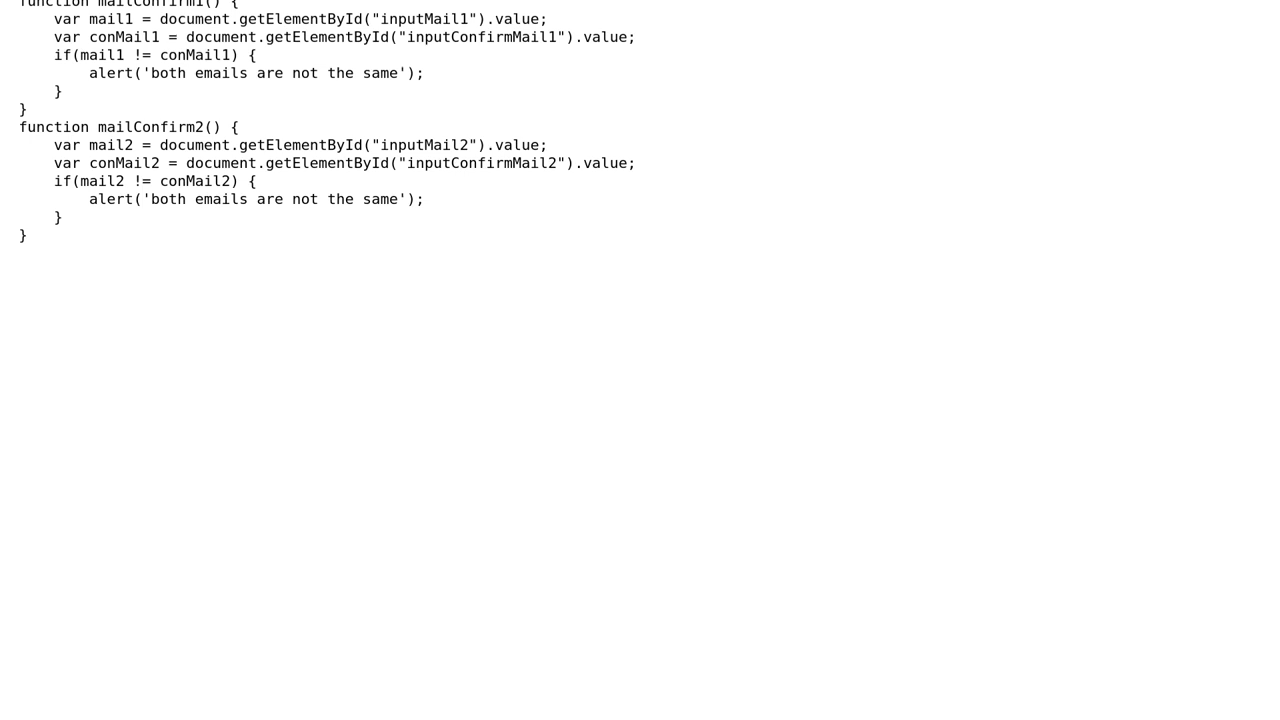 function mailConfirm1() {
    var mail1 = document.getElementById("inputMail1").value;
    var conMail1 = document.getElementById("inputConfirmMail1").value;
    if(mail1 != conMail1) {
        alert('both emails are not the same');
    }
}
function mailConfirm2() {
    var mail2 = document.getElementById("inputMail2").value;
    var conMail2 = document.getElementById("inputConfirmMail2").value;
    if(mail2 != conMail2) {
        alert('both emails are not the same');
    }
}